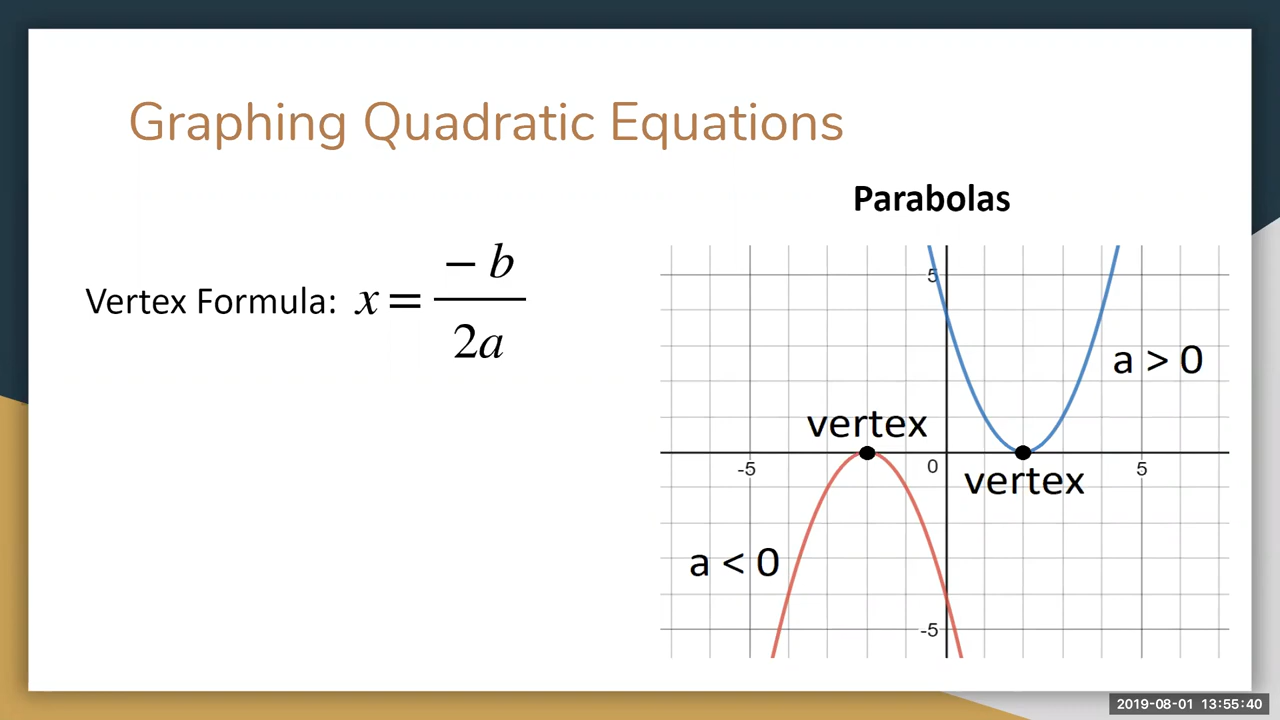 Graphing Quadratic Equations
Parabolas
Vertex Formula: x = -b/2a
5
a > 0
vertex
-5
0
5
vertex
a < 0
-5
2019-08-01 13:55:40